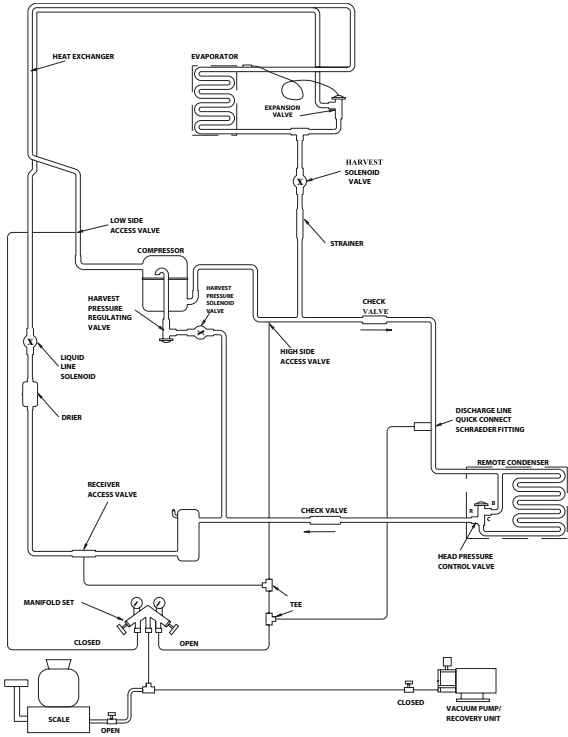 HEAT EXCHANGER
EVAPORATOR
EXPANSION
VALVE
HARVEST
SOLENOID
VALVE
STRAINER
LOW SIDE
ACCESS VALVE
COMPRESSOR
HARVEST
PRESSURE
SOLENOID
VALVE
HARVEST
PRESSURE
REGULATING
VALVE
CHECK
VALVE
X
X
HIGH SIDE
ACCESS VALVE
LIQUID
LINE
SOLENOID
DRIER
DISCHARGE LINE
QUICK CONNECT
SCHRAEDER FITTING
REMOTE CONDENSER
B
R
C
RECEIVER
ACCESS VALVE
CHECK VALVE
HEAD PRESSURE
CONTROL VALVE
MANIFOLD SET
TEE
CLOSED
OPEN
SCALE
OPEN
CLOSED
VACUUM PUMP/
RECOVERY UNIT